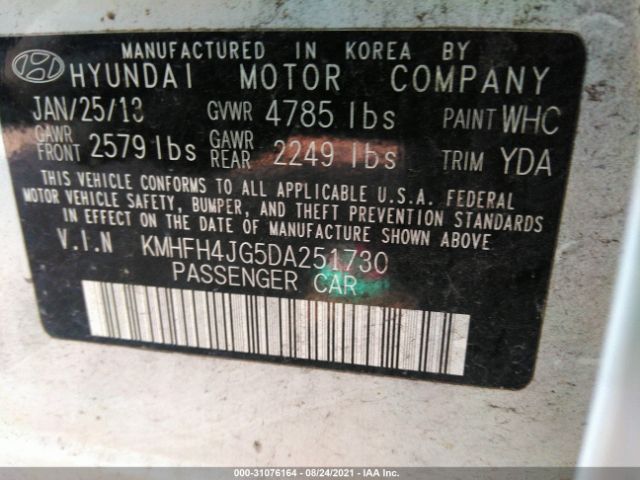 MANUFACTURED IN KOREA BY
HYUNDAI MOTOR COMPANY
JAN/25/13 GVWR 4785 lbs PAINT WHC
GAWR FRONT 2579 lbs GAWR REAR 2249 lbs TRIM YDA
THIS VEHICLE CONFORMS TO ALL APPLICABLE U.S.A. FEDERAL
MOTOR VEHICLE SAFETY, BUMPER, AND THEFT PREVENTION STANDARDS
IN EFFECT ON THE DATE OF MANUFACTURE SHOWN ABOVE.
V.I.N KMHFH4JG5DA251730
PASSENGER CAR
000-31076164 - 08/24/2021 - IAA Inc.